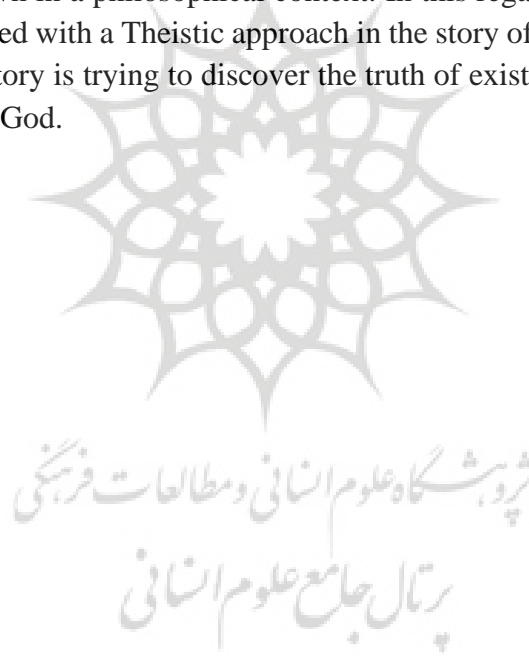 wn in a philosophical context. In this rega
ed with a Theistic approach in the story of
tory is trying to discover the truth of exist
God.
پژوهشگاه علوم انسانی و مطالعات فرهنگی
پرتال جامع علوم انسانی